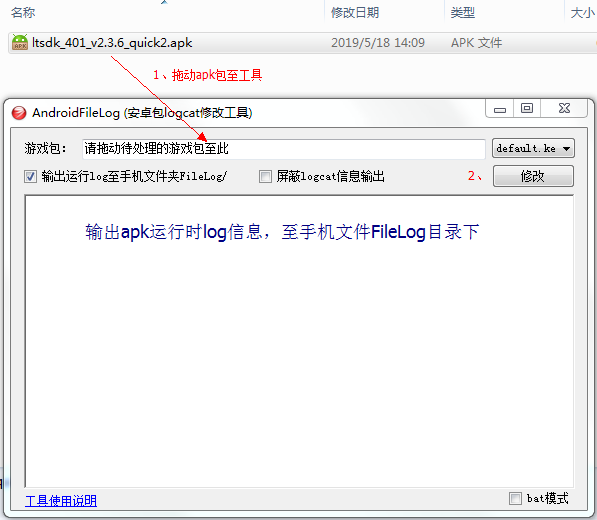 名称 修改日期 类型 大小
ltsdk_401_v2.3.6_quick2.apk 2019/5/18 14:09 APK 文件
1、拖动apk包至工具
AndroidFileLog (安卓包logcat修改工具)
游戏包: 请拖动待处理的游戏包至此 default.ke
输出运行log至手机文件夹FileLog/ 屏蔽logcat信息输出 2、 修改
输出apk运行时log信息，至手机文件FileLog目录下
工具使用说明 bat模式